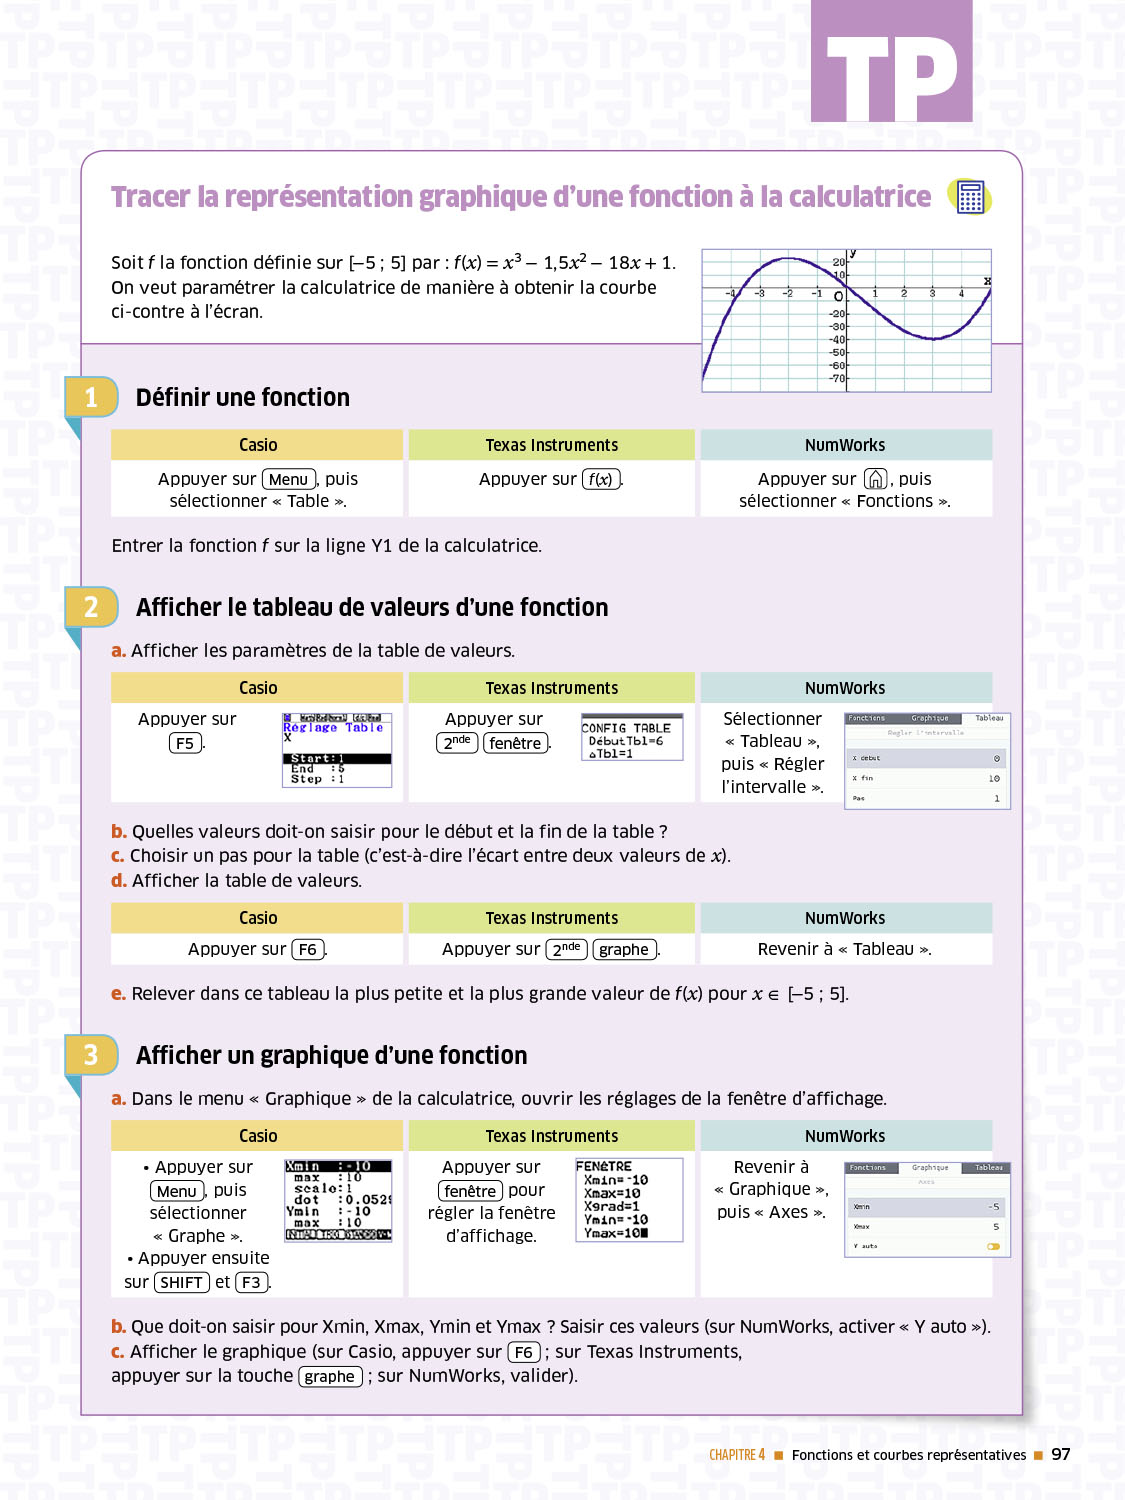 TP
Tracer la représentation graphique d'une fonction à la calculatrice
Soit f la fonction définie sur [–5 ; 5] par : f(x) = x³ – 1,5x² – 18x + 1.
On veut paramétrer la calculatrice de manière à obtenir la courbe
ci-contre à l'écran.
y
20
10
x
-4 -3 -2 -1 O 1 2 3 4
-20
-30
-40
-50
-60
-70
1 Définir une fonction
Casio Texas Instruments NumWorks
Appuyer sur Menu, puis
sélectionner « Table ».
Appuyer sur f(x).
Appuyer sur , puis
sélectionner « Fonctions ».
Entrer la fonction f sur la ligne Y1 de la calculatrice.
2 Afficher le tableau de valeurs d'une fonction
a. Afficher les paramètres de la table de valeurs.
Casio Texas Instruments NumWorks
Appuyer sur
F5.
Réglage Table
X
Start:1
End :5
Step :1
Appuyer sur
2nde fenêtre.
CONFIG TABLE
DébutTbl=6
△Tbl=1
Sélectionner
« Tableau »,
puis « Régler
l'intervalle ».
Fonctions Graphique Tableau
Regler l'intervalle
X debut 0
X fin 10
Pas 1
b. Quelles valeurs doit-on saisir pour le début et la fin de la table ?
c. Choisir un pas pour la table (c'est-à-dire l'écart entre deux valeurs de x).
d. Afficher la table de valeurs.
Casio Texas Instruments NumWorks
Appuyer sur F6.
Appuyer sur 2nde graphe.
Revenir à « Tableau ».
e. Relever dans ce tableau la plus petite et la plus grande valeur de f(x) pour x ∈ [–5 ; 5].
3 Afficher un graphique d'une fonction
a. Dans le menu « Graphique » de la calculatrice, ouvrir les réglages de la fenêtre d'affichage.
Casio Texas Instruments NumWorks
• Appuyer sur
Menu, puis
sélectionner
« Graphe ».
• Appuyer ensuite
sur SHIFT et F3.
Xmin :-10
max :10
scale:1
dot :0.0529
Ymin :-10
max :10
Appuyer sur
fenêtre pour
régler la fenêtre
d'affichage.
FENÊTRE
Xmin=-10
Xmax=10
Xgrad=1
Ymin=-10
Ymax=10
Revenir à
« Graphique »,
puis « Axes ».
Fonctions Graphique Tableau
Axes
Xmin -5
Xmax 5
Y auto
b. Que doit-on saisir pour Xmin, Xmax, Ymin et Ymax ? Saisir ces valeurs (sur NumWorks, activer « Y auto »).
c. Afficher le graphique (sur Casio, appuyer sur F6 ; sur Texas Instruments,
appuyer sur la touche graphe ; sur NumWorks, valider).
CHAPITRE 4 ■ Fonctions et courbes représentatives ■ 97